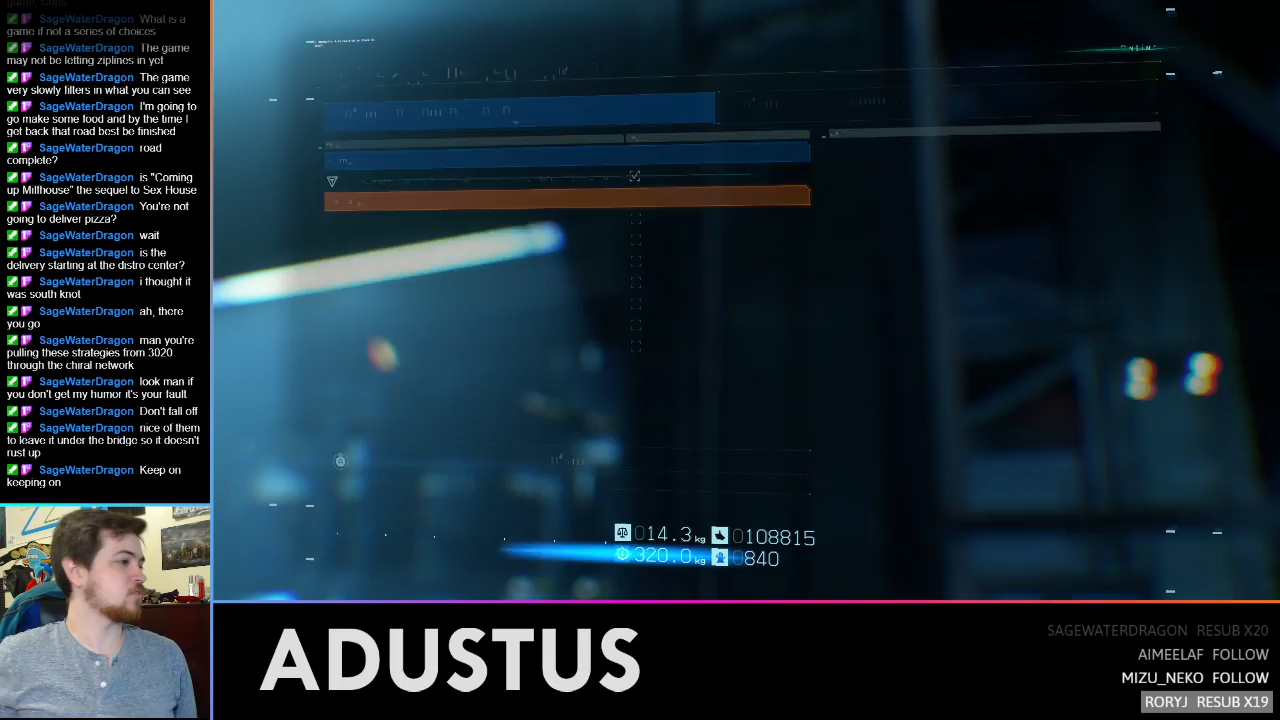 SageWaterDragon What is a
game if not a series of choices
SageWaterDragon The game
may not be letting ziplines in yet
SageWaterDragon The game
very slowly filters in what you can see
SageWaterDragon I'm going to
go make some food and by the time I
get back that road best be finished
SageWaterDragon road
complete?
SageWaterDragon is "Coming
up Millhouse" the sequel to Sex House
SageWaterDragon You're not
going to deliver pizza?
SageWaterDragon wait
SageWaterDragon is the
delivery starting at the distro center?
SageWaterDragon i thought it
was south knot
SageWaterDragon ah, there
you go
SageWaterDragon man you're
pulling these strategies from 3020
through the chiral network
SageWaterDragon look man if
you don't get my humor it's your fault
SageWaterDragon Don't fall off
SageWaterDragon nice of them
to leave it under the bridge so it doesn't
rust up
SageWaterDragon Keep on
keeping on
014.3 kg 0108815
320.0 kg 0840
ADUSTUS
SAGEWATERDRAGON RESUB X20
AIMEELAF FOLLOW
MIZU_NEKO FOLLOW
RORYJ RESUB X19